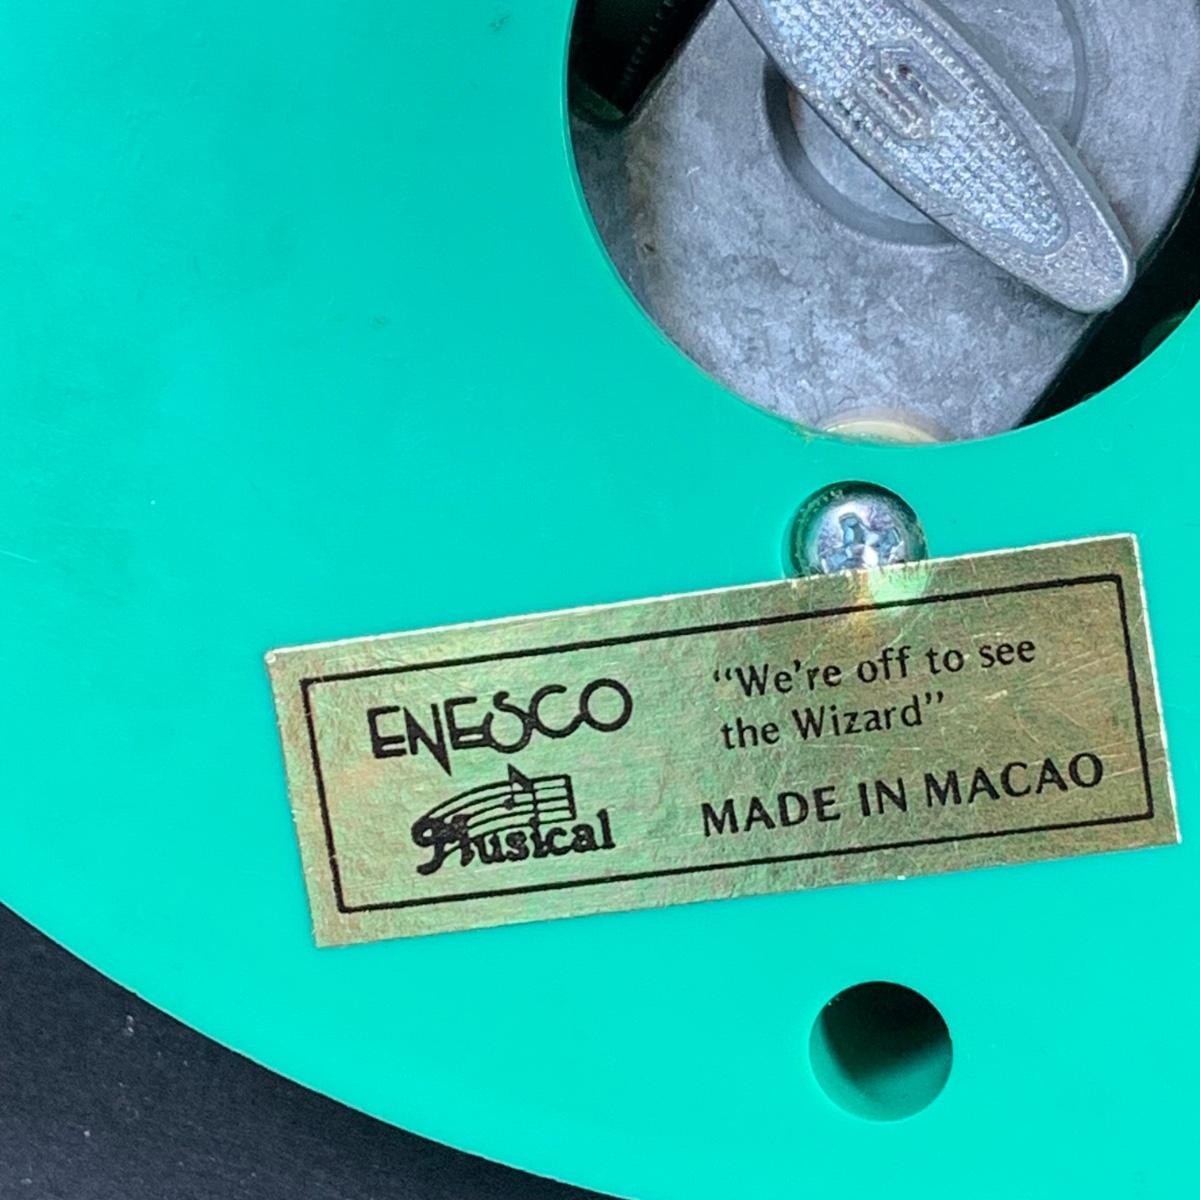 ENESCO
Musical
“We're off to see
the Wizard”
MADE IN MACAO